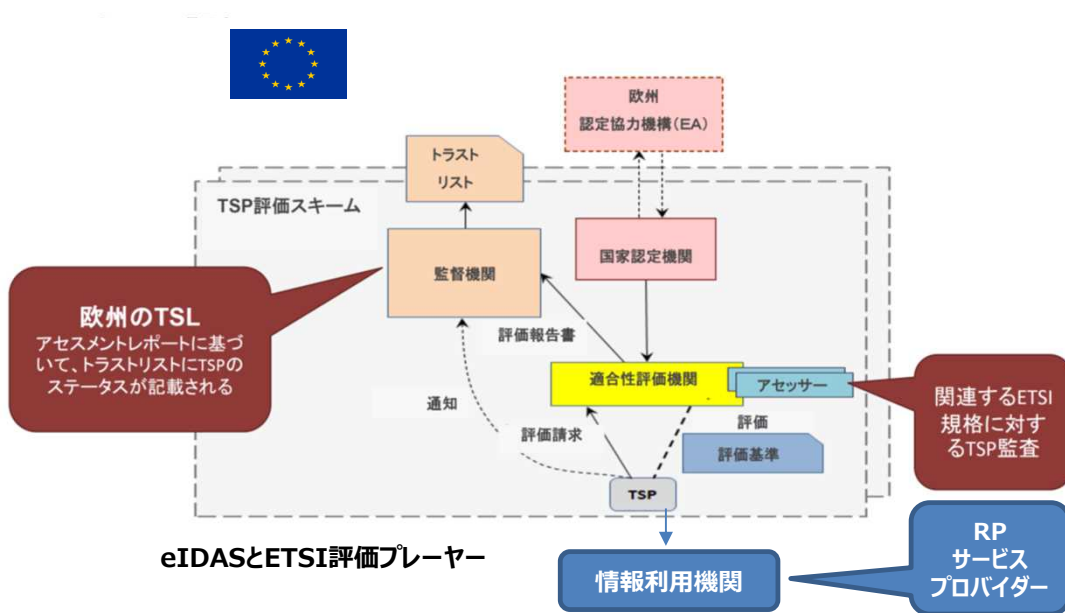 欧州
認定協力機構(EA)
トラスト
リスト
TSP評価スキーム
監督機関
国家認定機関
欧州のTSL
アセスメントレポートに基づ
いて、トラストリストにTSPの
ステータスが記載される
評価報告書
適合性評価機関
アセッサー
関連するETSI
規格に対す
るTSP監査
通知
評価請求
評価
評価基準
TSP
eIDASとETSI評価プレーヤー
情報利用機関
RP
サービス
プロバイダー